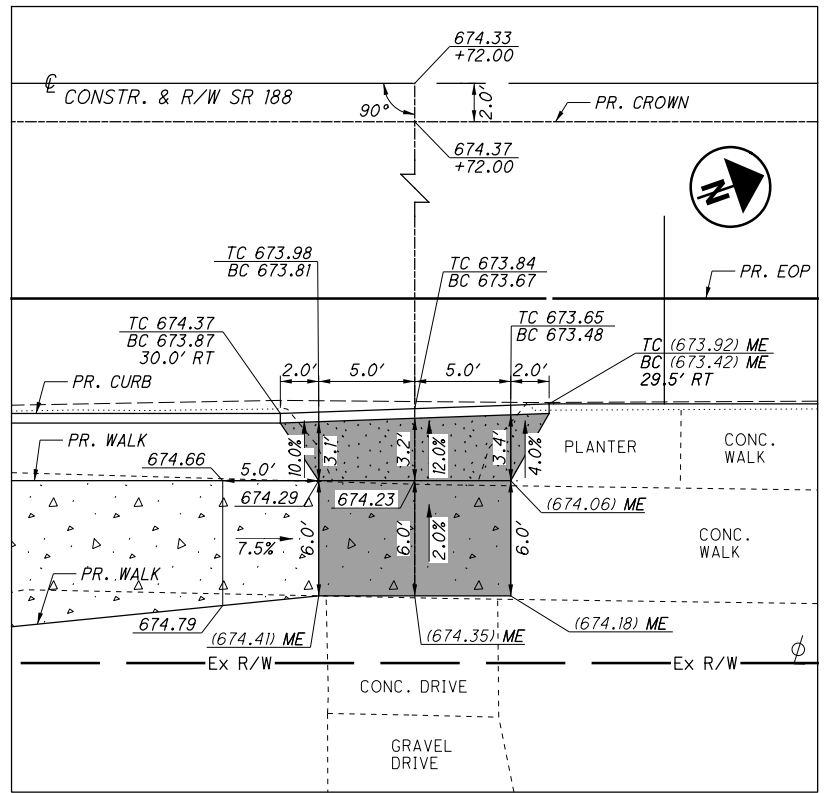 674.33
+72.00
℄ CONSTR. & R/W SR 188
90°
2.0'
PR. CROWN
674.37
+72.00
N
TC 673.98
BC 673.81
TC 673.84
BC 673.67
PR. EOP
TC 674.37
BC 673.87
30.0' RT
TC 673.65
BC 673.48
TC (673.92) ME
BC (673.42) ME
29.5' RT
2.0'
5.0'
5.0'
2.0'
PR. CURB
PR. WALK
10.0%
3.1'
3.2'
12.0%
3.4'
4.0%
PLANTER
CONC.
WALK
674.66
5.0'
674.29
674.23
(674.06) ME
7.5%
6.0'
6.0'
2.0%
6.0'
CONC.
WALK
PR. WALK
674.79
(674.41) ME
(674.35) ME
(674.18) ME
Ex R/W
Ex R/W
CONC. DRIVE
GRAVEL
DRIVE